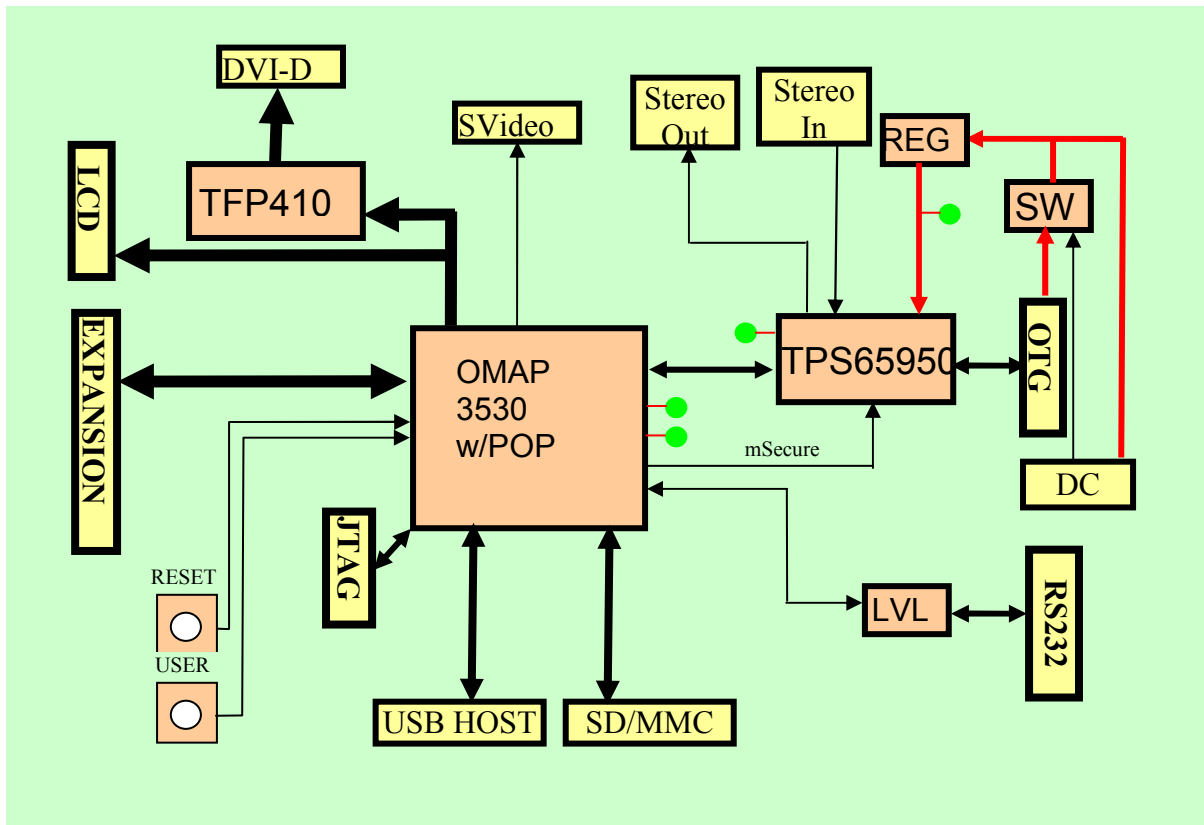 DVI-D
SVideo
Stereo
Out
Stereo
In
REG
LCD
TFP410
SW
EXPANSION
OMAP
3530
w/POP
TPS65950
OTG
mSecure
DC
JTAG
RESET
USER
LVL
RS232
USB HOST
SD/MMC